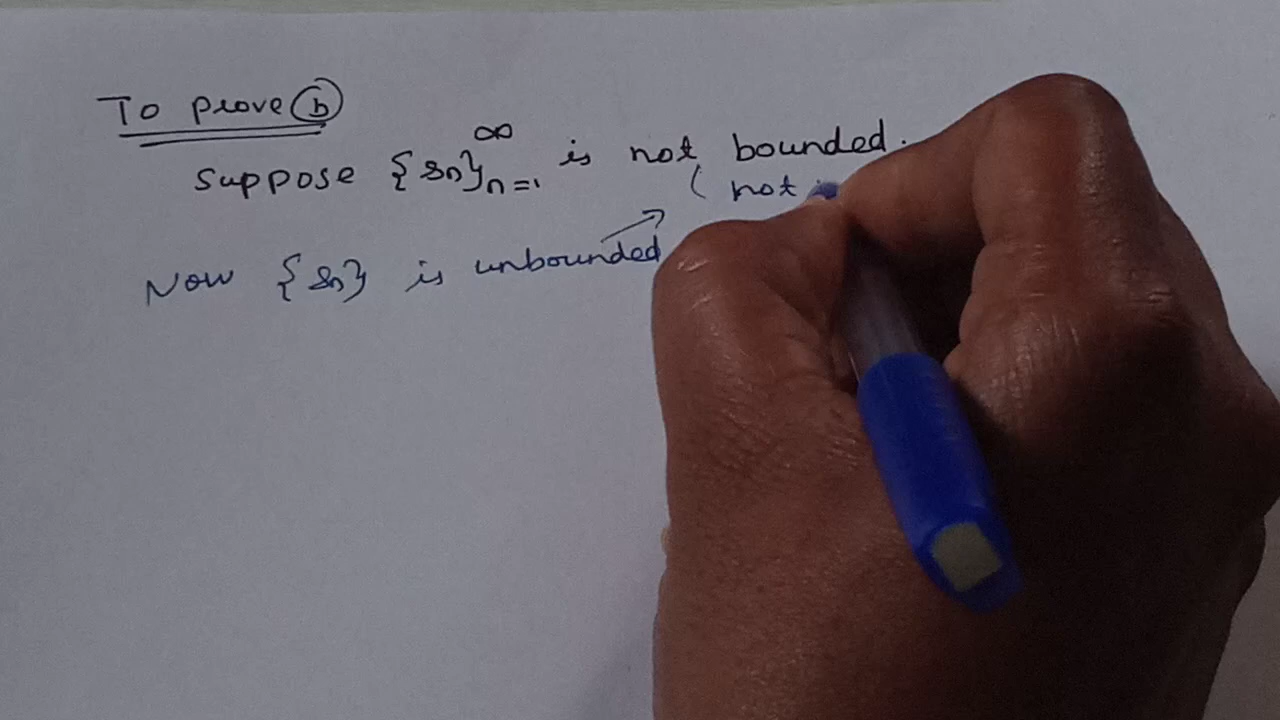 To prove (b)
Suppose {sn}∞n=1 is not bounded.
( not
Now {sn} is unbounded